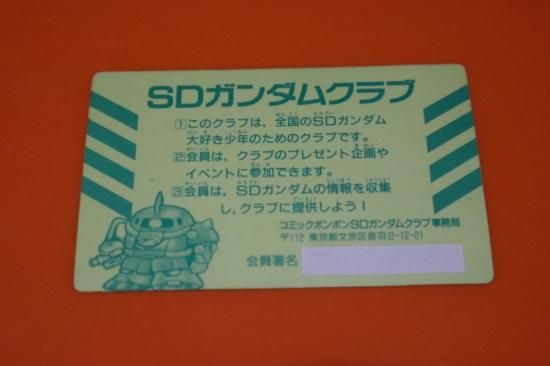 SDガンダムクラブ
1このクラブは、全国のSDガンダム
大好き少年のためのクラブです。
2会員は、クラブのプレゼント企画や
イベントに参加できます。
3会員は、SDガンダムの情報を収集
し、クラブに提供しよう!
コミックボンボンSDガンダムクラブ事務局
〒112 東京都文京区音羽2-12-21
会員署名